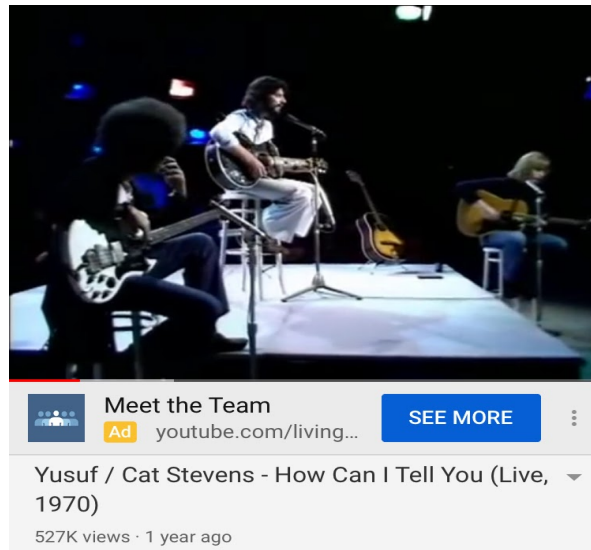 Meet the Team
SEE MORE
Ad youtube.com/living...
Yusuf / Cat Stevens - How Can I Tell You (Live,
1970)
527K views · 1 year ago